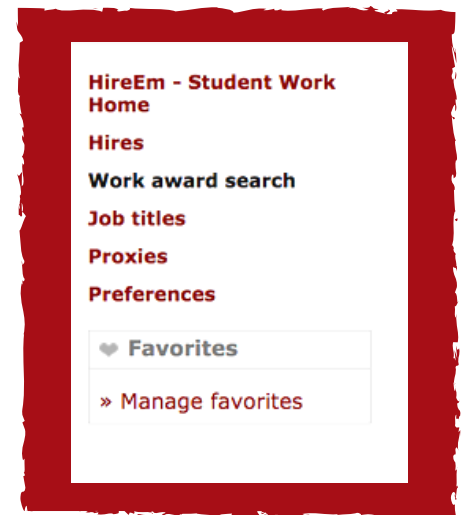 HireEm - Student Work
Home
Hires
Work award search
Job titles
Proxies
Preferences
Favorites
» Manage favorites